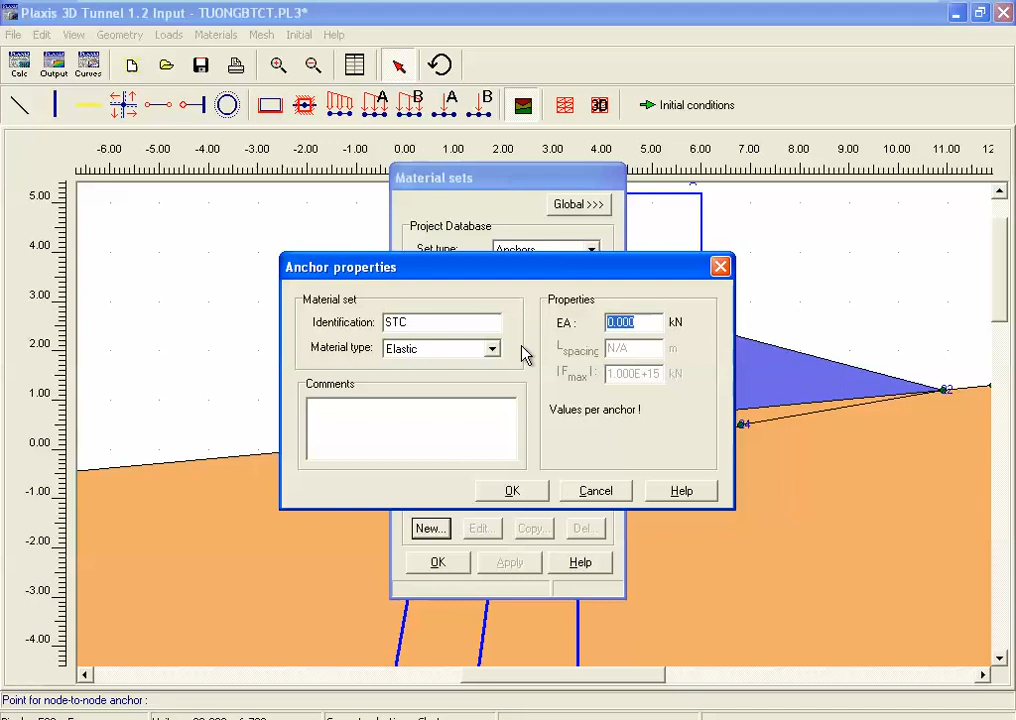 Plaxis 3D Tunnel 1.2 Input - TUONGBTCT.PL3*
File Edit View Geometry Loads Materials Mesh Initial Help
Calc Output Curves
A B A B 3D Initial conditions
-6.00 -5.00 -4.00 -3.00 -2.00 -1.00 0.00 1.00 2.00 3.00 4.00 5.00 6.00 7.00 8.00 9.00 10.00 11.00 12
5.00
4.00
3.00
2.00
1.00
0.00
-1.00
-2.00
-3.00
-4.00
Material sets
Global >>>
Project Database
Set type: Anchors
Anchor properties
Material set
Identification: STC
Material type: Elastic
Comments
Properties
EA : 0.000 kN
L spacing N/A m
|F max| : 1.000E+15 kN
Values per anchor !
OK Cancel Help
New... Edit... Copy... Del...
OK Apply Help
Point for node-to-node anchor :